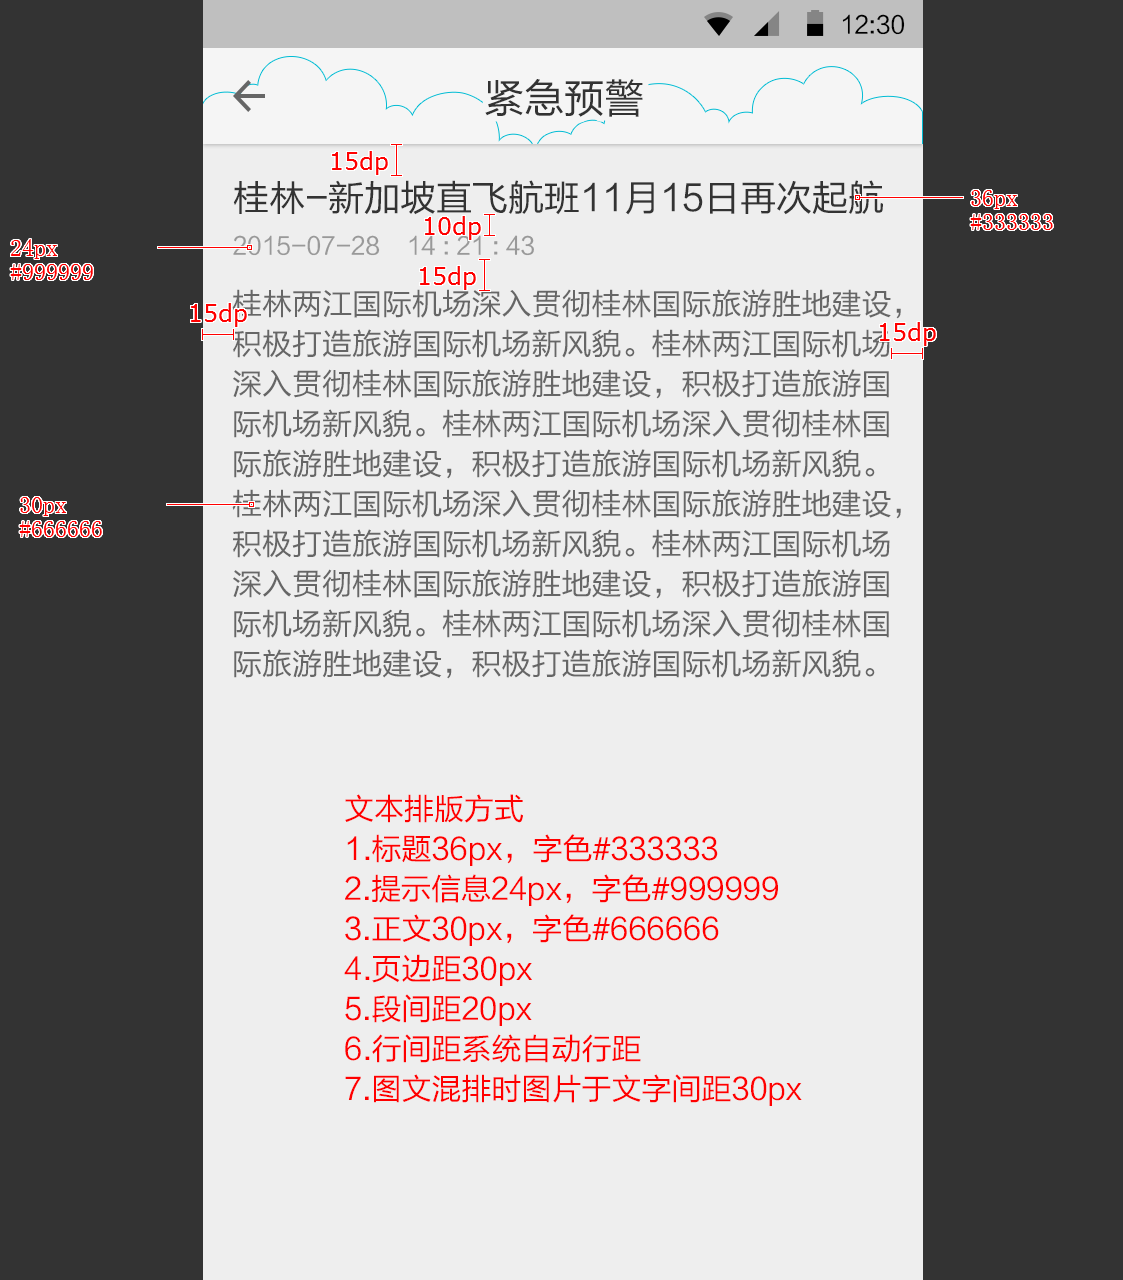 12:30
紧急预警
15dp
桂林-新加坡直飞航班11月15日再次起航
36px
#333333
10dp
24px
#999999
2015-07-28 14:21:43
15dp
桂林两江国际机场深入贯彻桂林国际旅游胜地建设，
15dp
15dp
积极打造旅游国际机场新风貌。桂林两江国际机场
深入贯彻桂林国际旅游胜地建设，积极打造旅游国
际机场新风貌。桂林两江国际机场深入贯彻桂林国
际旅游胜地建设，积极打造旅游国际机场新风貌。
30px
#666666
桂林两江国际机场深入贯彻桂林国际旅游胜地建设，
积极打造旅游国际机场新风貌。桂林两江国际机场
深入贯彻桂林国际旅游胜地建设，积极打造旅游国
际机场新风貌。桂林两江国际机场深入贯彻桂林国
际旅游胜地建设，积极打造旅游国际机场新风貌。
文本排版方式
1.标题36px，字色#333333
2.提示信息24px，字色#999999
3.正文30px，字色#666666
4.页边距30px
5.段间距20px
6.行间距系统自动行距
7.图文混排时图片于文字间距30px